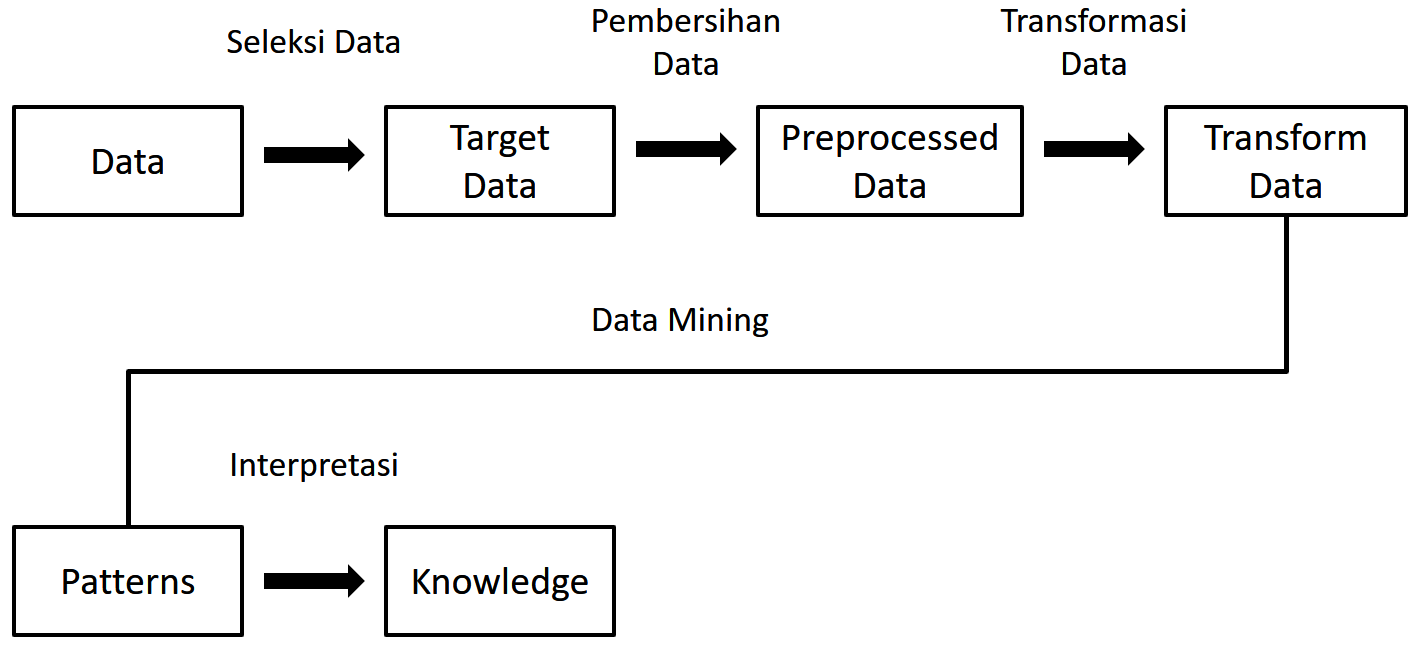 Seleksi Data
Pembersihan
Data
Transformasi
Data
Data
Target
Data
Preprocessed
Data
Transform
Data
Data Mining
Interpretasi
Patterns
Knowledge